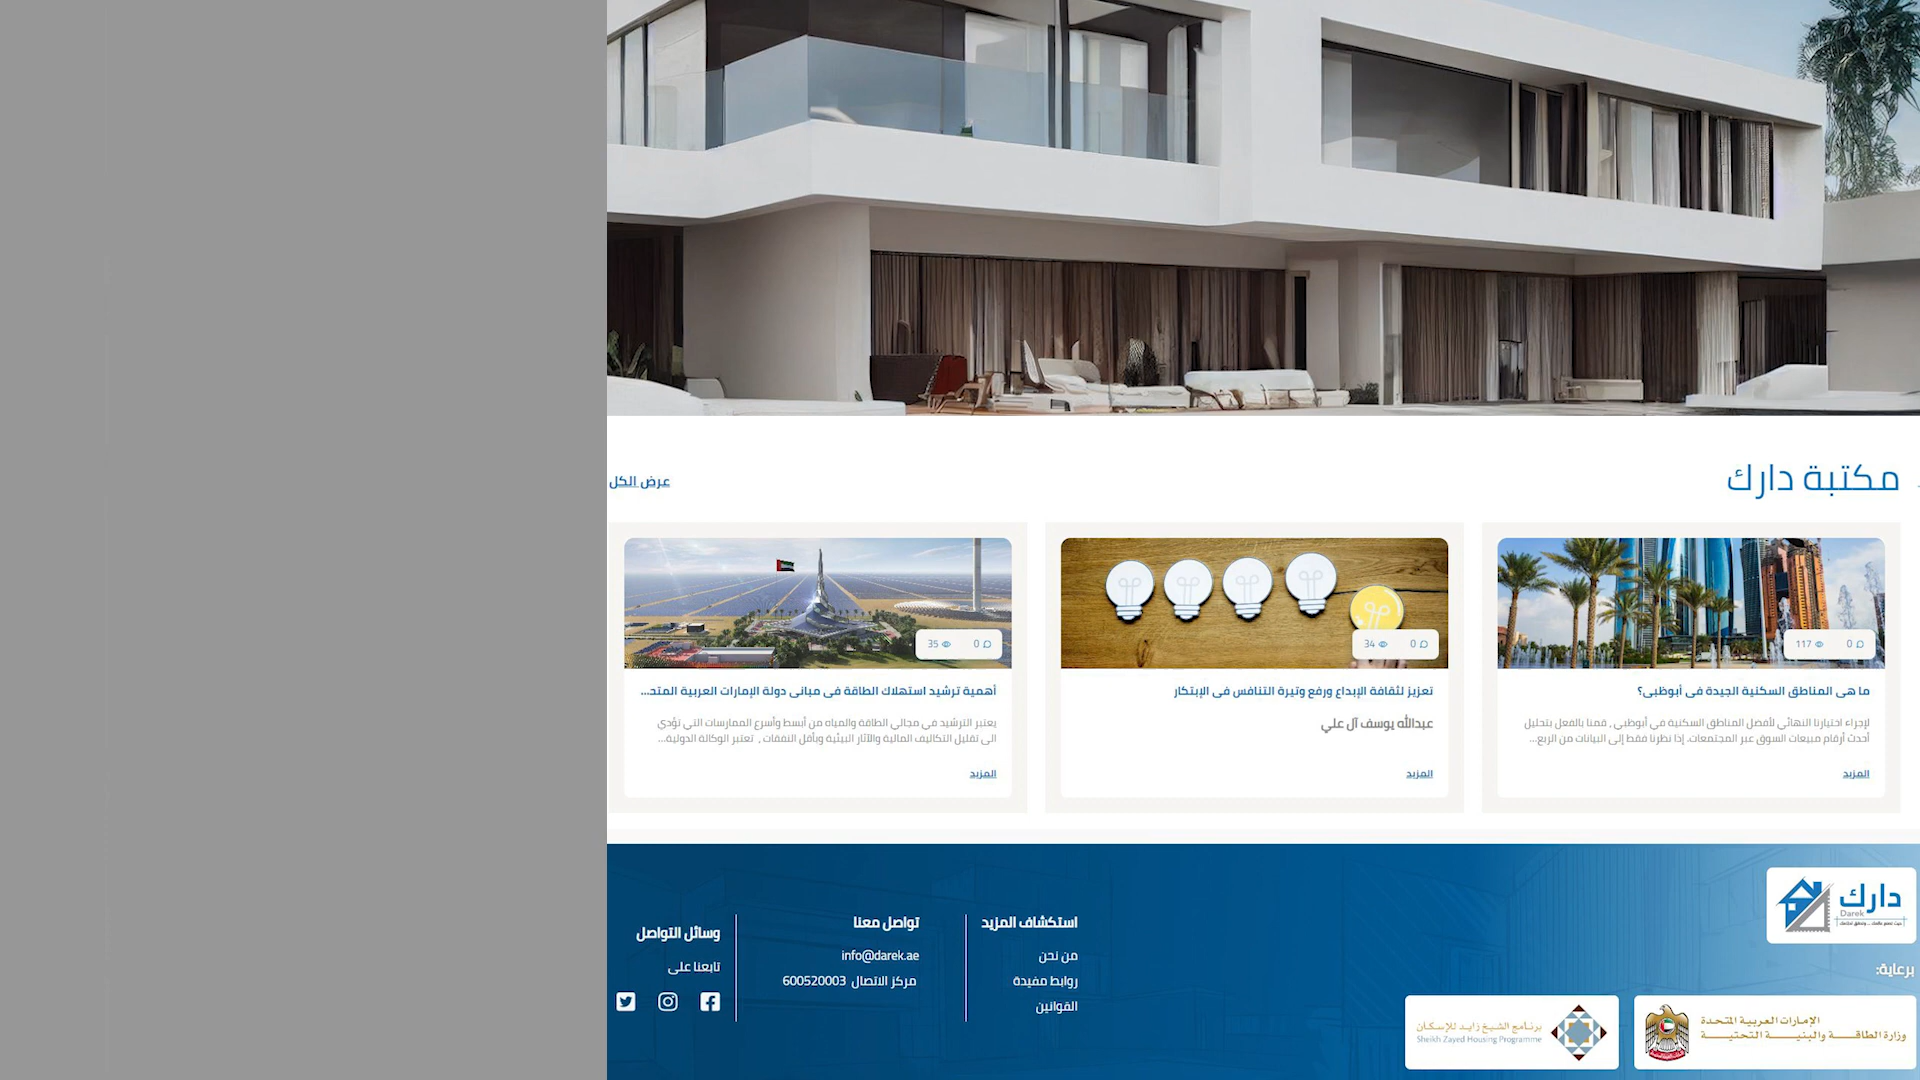 مكتبة دارك
عرض الكل
0 117
ما هي المناطق السكنية الجيدة في أبوظبي؟
لإجراء اختيارنا النهائي لأفضل المناطق السكنية في أبوظبي ، قمنا بالفعل بتحليل
أحدث أرقام مبيعات السوق عبر المجتمعات. إذا نظرنا فقط إلى البيانات من الربع...
المزيد
0 34
تعزيز لثقافة الإبداع ورفع وتيرة التنافس في الإبتكار
عبدالله يوسف آل علي
المزيد
0 35
أهمية ترشيد استهلاك الطاقة في مباني دولة الإمارات العربية المتحد...
يعتبر الترشيد في مجالي الطاقة والمياه من أبسط وأسرع الممارسات التي تؤدي
الى تقليل التكاليف المالية والآثار البيئية وبأقل النفقات ، تعتبر الوكالة الدولية...
المزيد
دارك
Darek
برعاية:
الإمارات العربية المتحدة
وزارة الطاقة والبنية التحتية
برنامج الشيخ زايد للإسكان
Sheikh Zayed Housing Programme
استكشاف المزيد
من نحن
روابط مفيدة
القوانين
تواصل معنا
info@darek.ae
مركز الاتصال 600520003
وسائل التواصل
تابعنا على